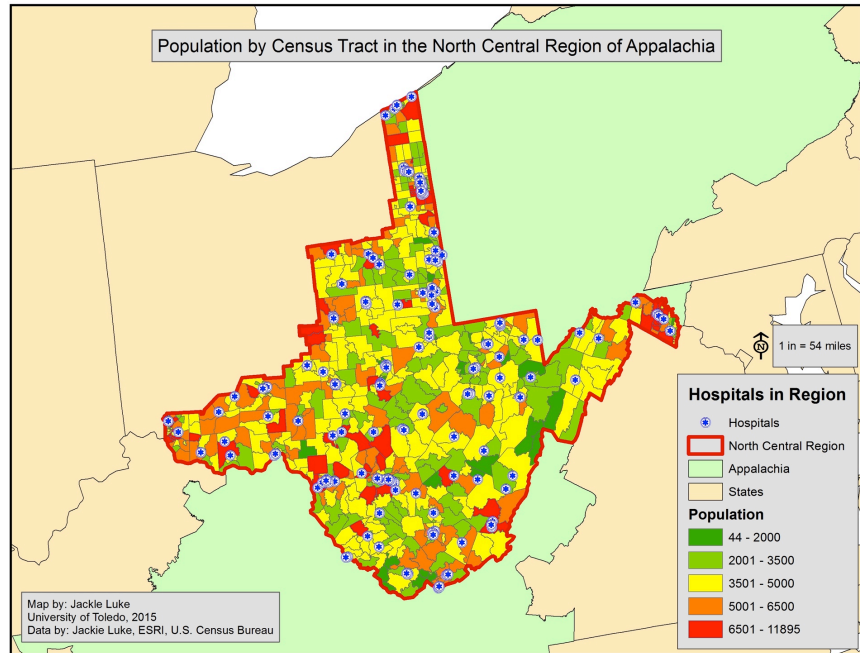 Population by Census Tract in the North Central Region of Appalachia
N
1 in = 54 miles
Hospitals in Region
Hospitals
North Central Region
Appalachia
States
Population
44 - 2000
2001 - 3500
3501 - 5000
5001 - 6500
6501 - 11895
Map by: Jackle Luke
University of Toledo, 2015
Data by: Jackie Luke, ESRI, U.S. Census Bureau